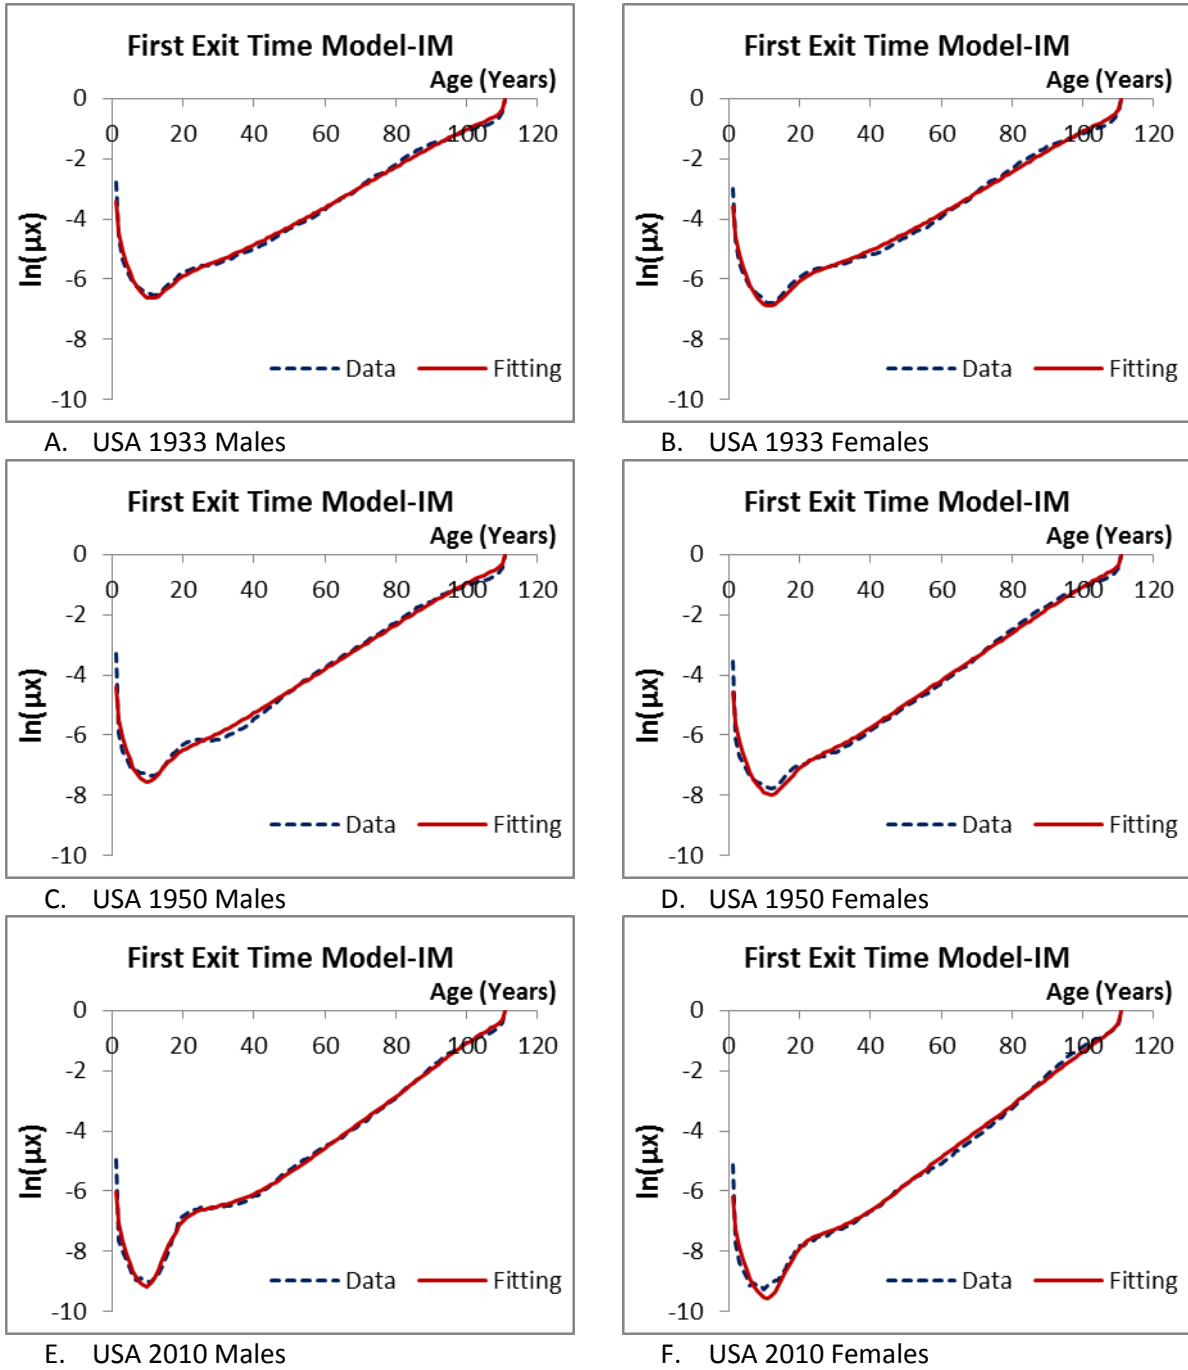 First Exit Time Model-IM
Age (Years)
0
0 20 40 60 80 100 120
-2
-4
-6
-8
-10
ln(μx)
Data Fitting
A. USA 1933 Males
First Exit Time Model-IM
Age (Years)
0
0 20 40 60 80 100 120
-2
-4
-6
-8
-10
ln(μx)
Data Fitting
B. USA 1933 Females
First Exit Time Model-IM
Age (Years)
0
0 20 40 60 80 100 120
-2
-4
-6
-8
-10
ln(μx)
Data Fitting
C. USA 1950 Males
First Exit Time Model-IM
Age (Years)
0
0 20 40 60 80 100 120
-2
-4
-6
-8
-10
ln(μx)
Data Fitting
D. USA 1950 Females
First Exit Time Model-IM
Age (Years)
0
0 20 40 60 80 100 120
-2
-4
-6
-8
-10
ln(μx)
Data Fitting
E. USA 2010 Males
First Exit Time Model-IM
Age (Years)
0
0 20 40 60 80 100 120
-2
-4
-6
-8
-10
ln(μx)
Data Fitting
F. USA 2010 Females